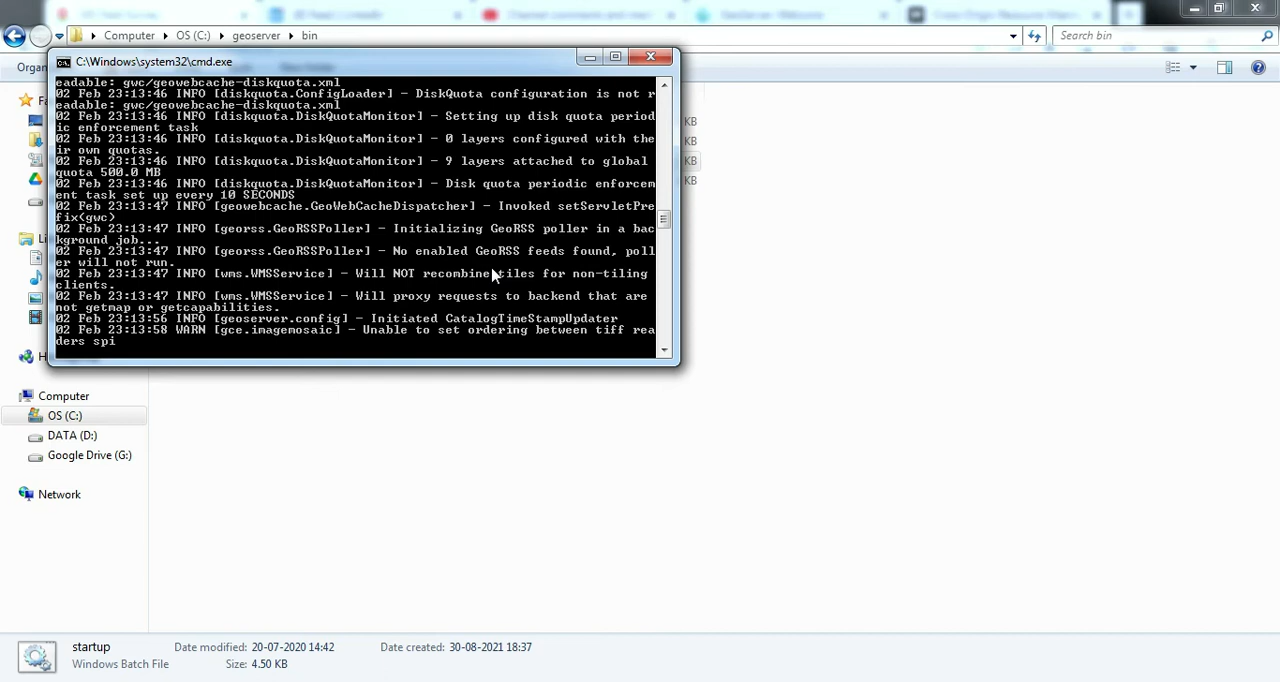 Computer ▸ OS (C:) ▸ geoserver ▸ bin
Search bin
C:\Windows\system32\cmd.exe
eadable: gwc/geowebcache-diskquota.xml
02 Feb 23:13:46 INFO [diskquota.ConfigLoader] - DiskQuota configuration is not r
eadable: gwc/geowebcache-diskquota.xml
02 Feb 23:13:46 INFO [diskquota.DiskQuotaMonitor] - Setting up disk quota period
ic enforcement task
02 Feb 23:13:46 INFO [diskquota.DiskQuotaMonitor] - 0 layers configured with the
ir own quotas.
02 Feb 23:13:46 INFO [diskquota.DiskQuotaMonitor] - 9 layers attached to global
quota 500.0 MB
02 Feb 23:13:46 INFO [diskquota.DiskQuotaMonitor] - Disk quota periodic enforcem
ent task set up every 10 SECONDS
02 Feb 23:13:47 INFO [geowebcache.GeoWebCacheDispatcher] - Invoked setServletPre
fix(gwc)
02 Feb 23:13:47 INFO [georss.GeoRSSPoller] - Initializing GeoRSS poller in a bac
kground job...
02 Feb 23:13:47 INFO [georss.GeoRSSPoller] - No enabled GeoRSS feeds found, poll
er will not run.
02 Feb 23:13:47 INFO [wms.WMSService] - Will NOT recombine tiles for non-tiling
clients.
02 Feb 23:13:47 INFO [wms.WMSService] - Will proxy requests to backend that are
not getmap or getcapabilities.
02 Feb 23:13:56 INFO [geoserver.config] - Initiated CatalogTimeStampUpdater
02 Feb 23:13:58 WARN [gce.imagemosaic] - Unable to set ordering between tiff rea
ders spi
Organ
Fa
KB
KB
KB
KB
Li
H
Computer
OS (C:)
DATA (D:)
Google Drive (G:)
Network
startup
Date modified: 20-07-2020 14:42
Date created: 30-08-2021 18:37
Windows Batch File
Size: 4.50 KB